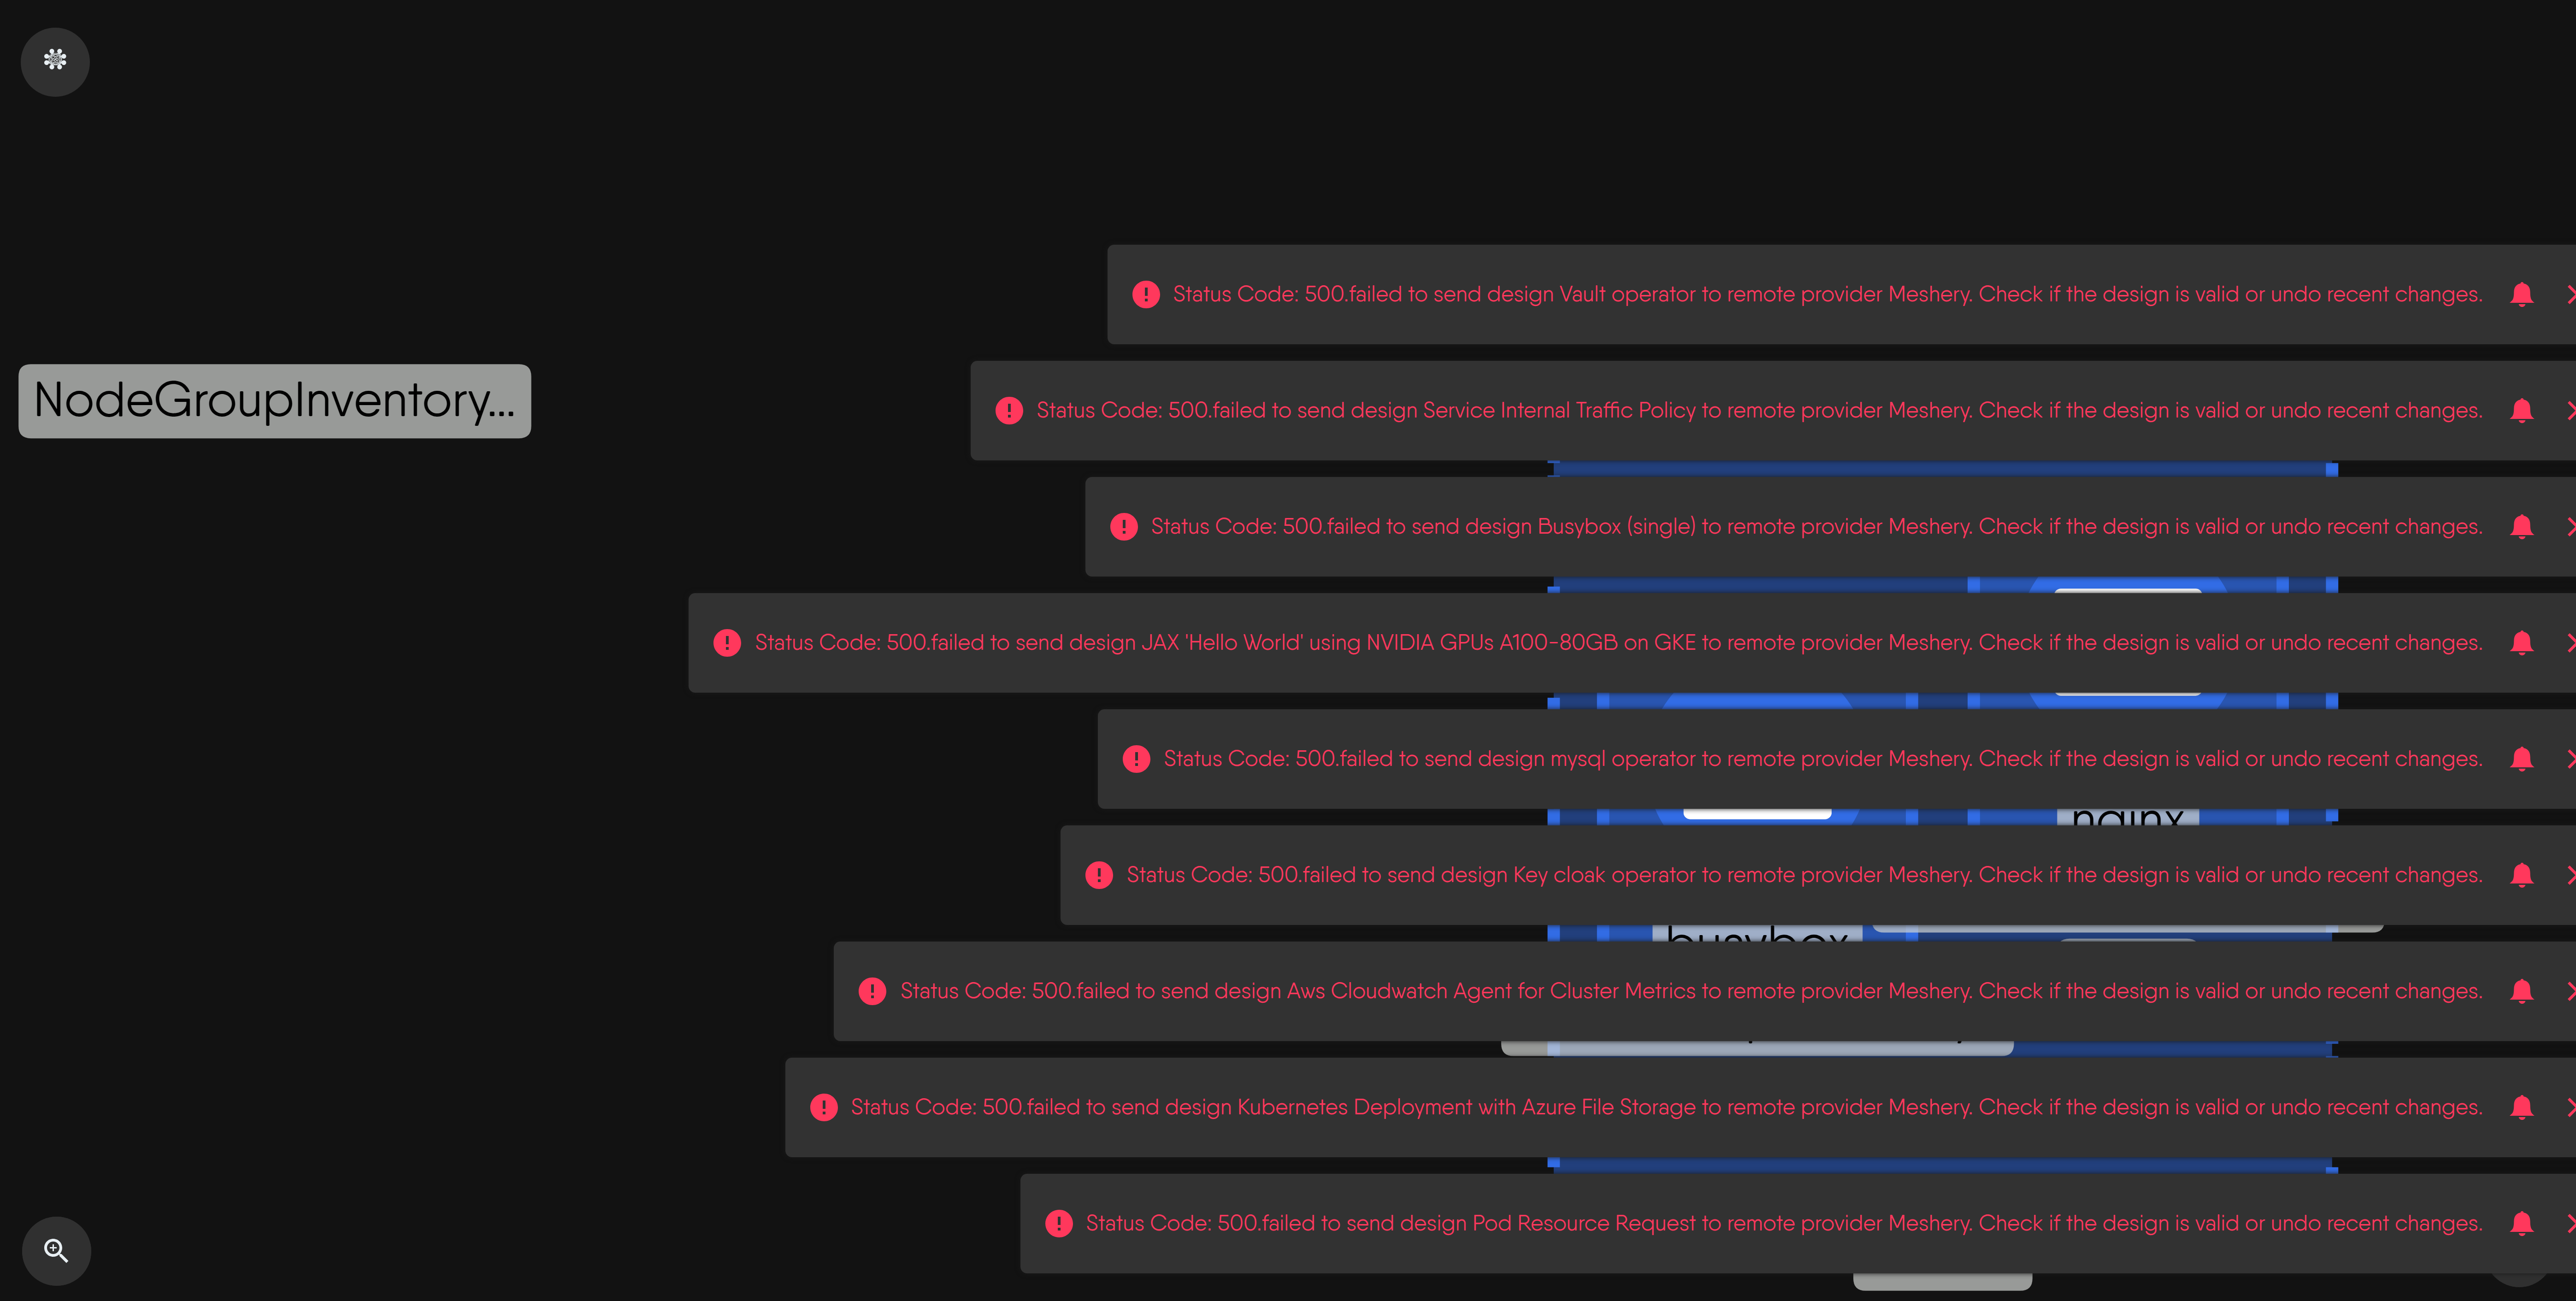 Status Code: 500.failed to send design Vault operator to remote provider Meshery. Check if the design is valid or undo recent changes.
NodeGroupInventory...
Status Code: 500.failed to send design Service Internal Traffic Policy to remote provider Meshery. Check if the design is valid or undo recent changes.
Status Code: 500.failed to send design Busybox (single) to remote provider Meshery. Check if the design is valid or undo recent changes.
Status Code: 500.failed to send design JAX 'Hello World' using NVIDIA GPUs A100-80GB on GKE to remote provider Meshery. Check if the design is valid or undo recent changes.
Status Code: 500.failed to send design mysql operator to remote provider Meshery. Check if the design is valid or undo recent changes.
nginx
Status Code: 500.failed to send design Key cloak operator to remote provider Meshery. Check if the design is valid or undo recent changes.
busybox
Status Code: 500.failed to send design Aws Cloudwatch Agent for Cluster Metrics to remote provider Meshery. Check if the design is valid or undo recent changes.
Status Code: 500.failed to send design Kubernetes Deployment with Azure File Storage to remote provider Meshery. Check if the design is valid or undo recent changes.
Status Code: 500.failed to send design Pod Resource Request to remote provider Meshery. Check if the design is valid or undo recent changes.